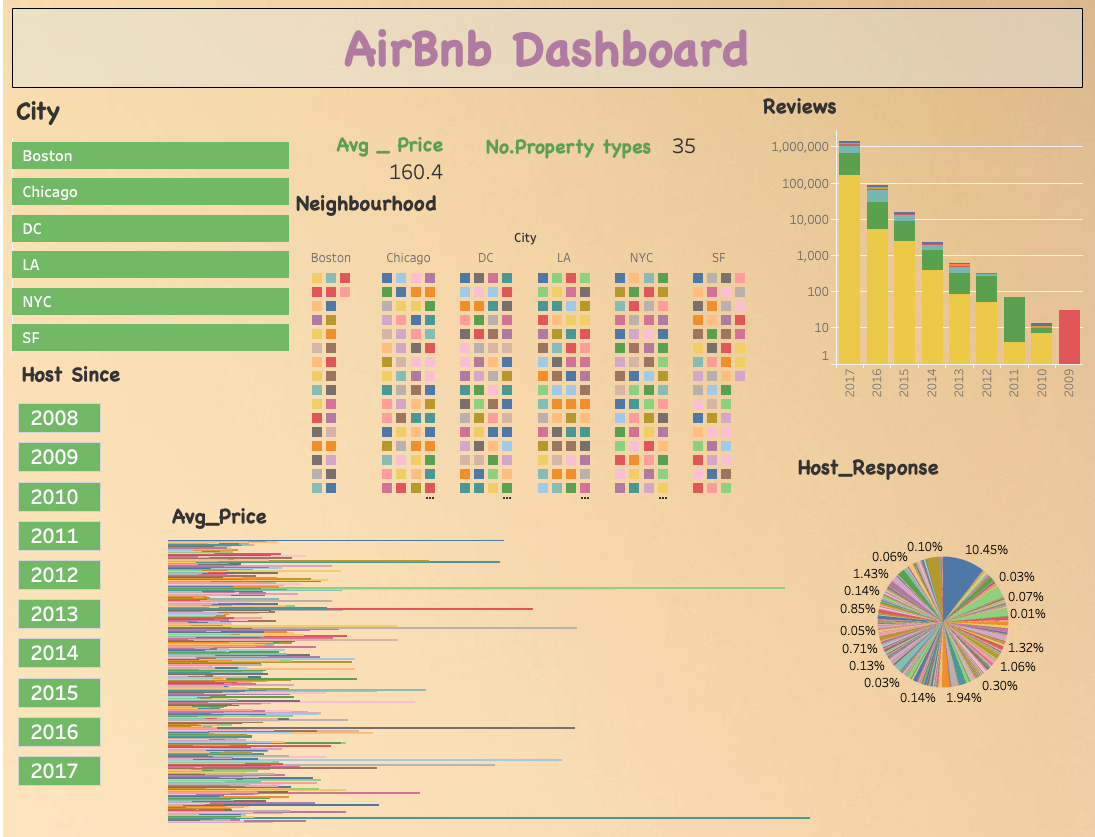 AirBnb Dashboard
City
Boston
Chicago
DC
LA
NYC
SF
Host Since
2008
2009
2010
2011
2012
2013
2014
2015
2016
2017
Avg _ Price
160.4
No.Property types 35
Neighbourhood
City
Boston Chicago DC LA NYC SF
... ... ... ...
Avg_Price
Reviews
1,000,000
100,000
10,000
1,000
100
10
1
2017 2016 2015 2014 2013 2012 2011 2010 2009
Host_Response
0.10% 10.45%
0.06%
1.43% 0.03%
0.14% 0.07%
0.85% 0.01%
0.05%
0.71% 1.32%
0.13% 1.06%
0.03% 0.30%
0.14% 1.94%